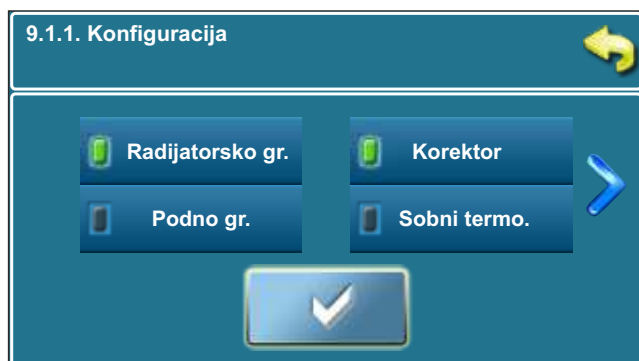 9.1.1. Konfiguracija
Radijatorsko gr.
Korektor
Podno gr.
Sobni termo.